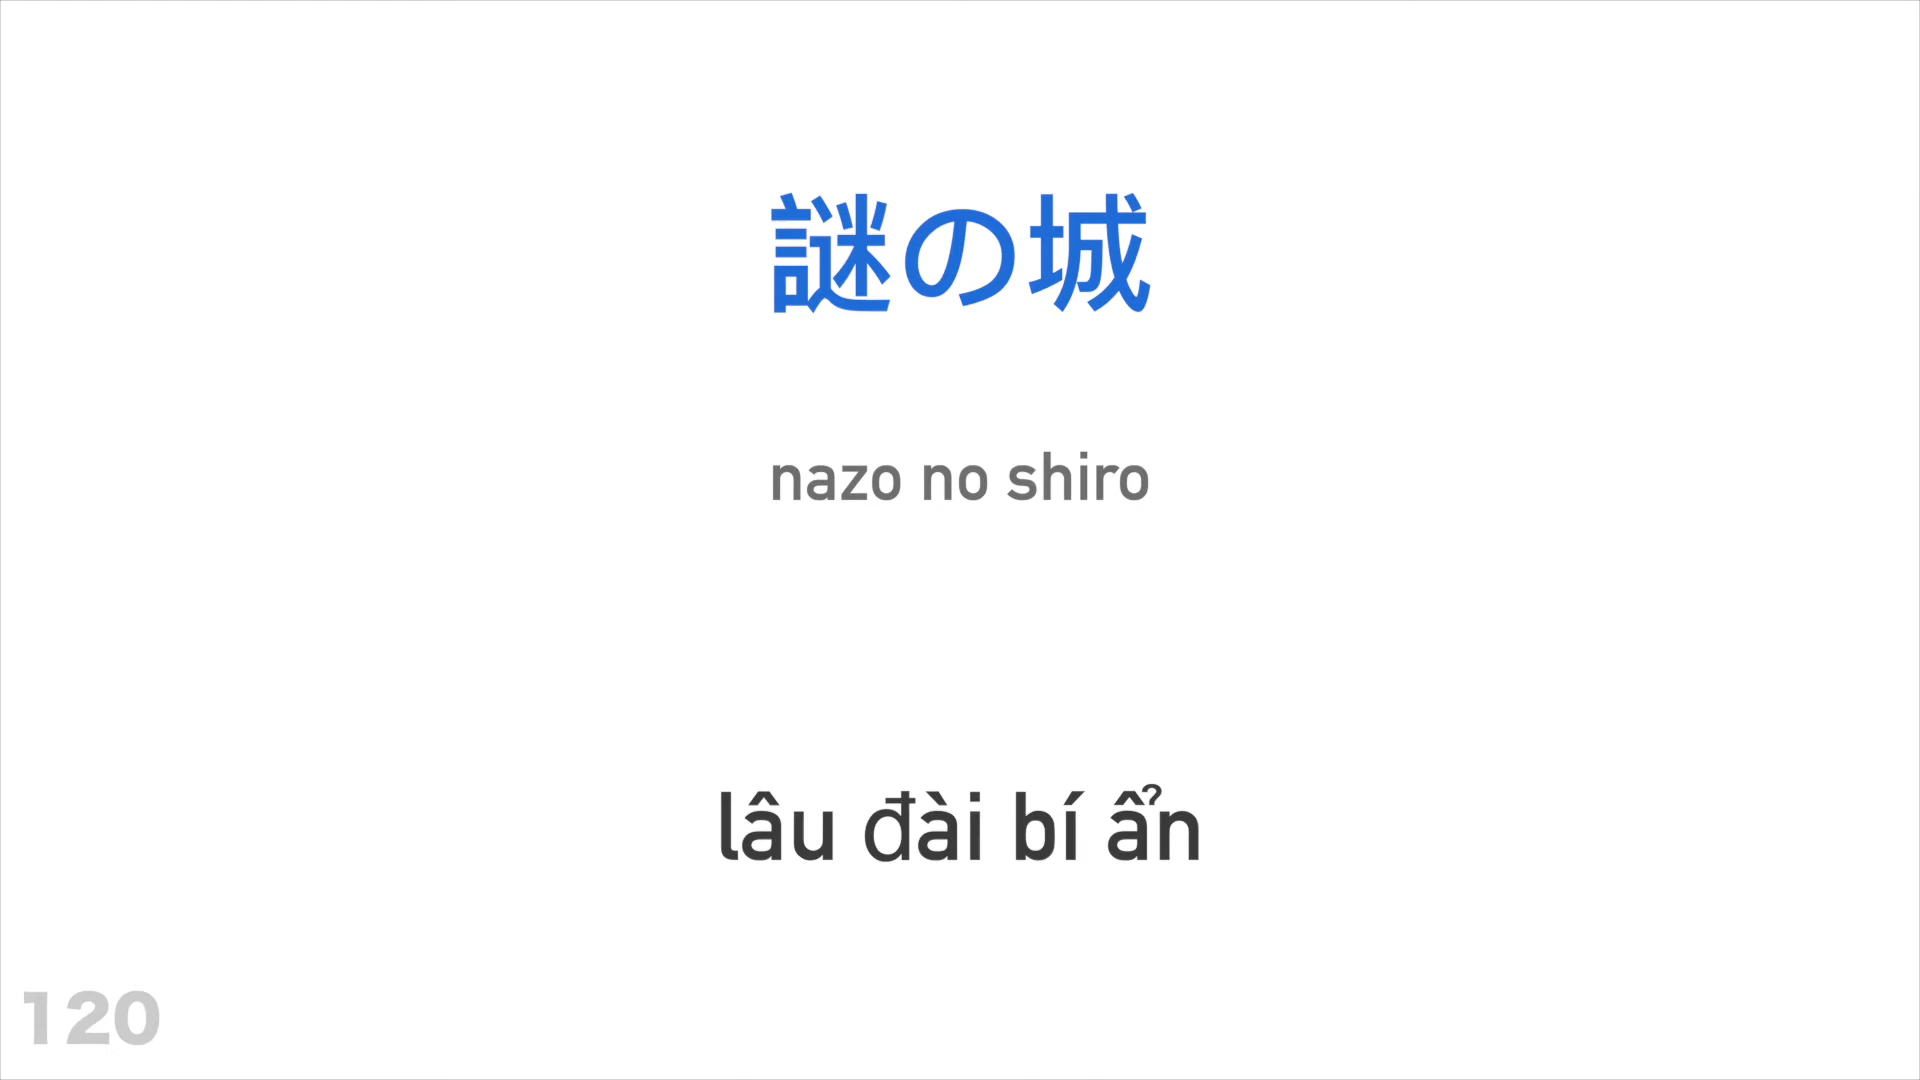 謎の城
nazo no shiro
lâu đài bí ẩn
120